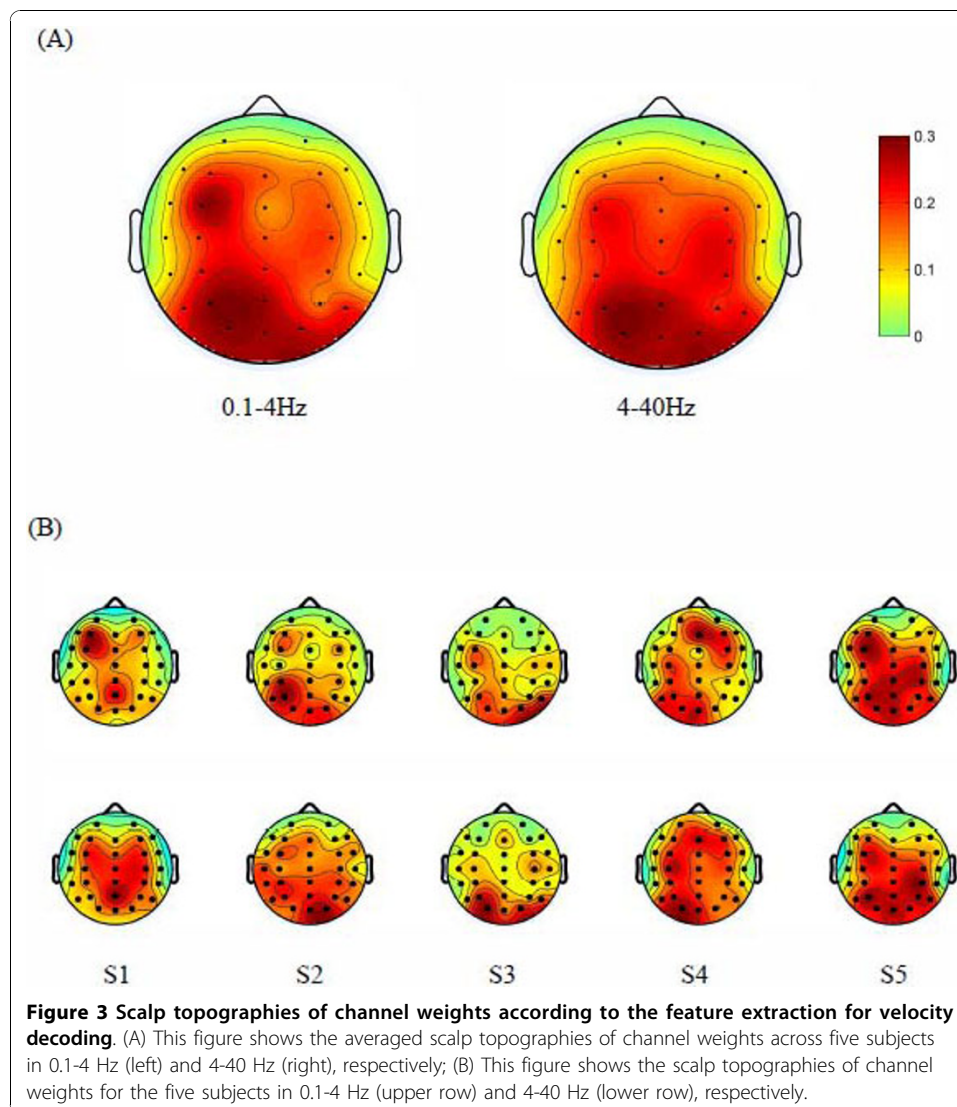 (A)
0.3
0.2
0.1
0
0.1-4Hz 4-40Hz
(B)
S1 S2 S3 S4 S5
Figure 3 Scalp topographies of channel weights according to the feature extraction for velocity
decoding. (A) This figure shows the averaged scalp topographies of channel weights across five subjects
in 0.1-4 Hz (left) and 4-40 Hz (right), respectively; (B) This figure shows the scalp topographies of channel
weights for the five subjects in 0.1-4 Hz (upper row) and 4-40 Hz (lower row), respectively.